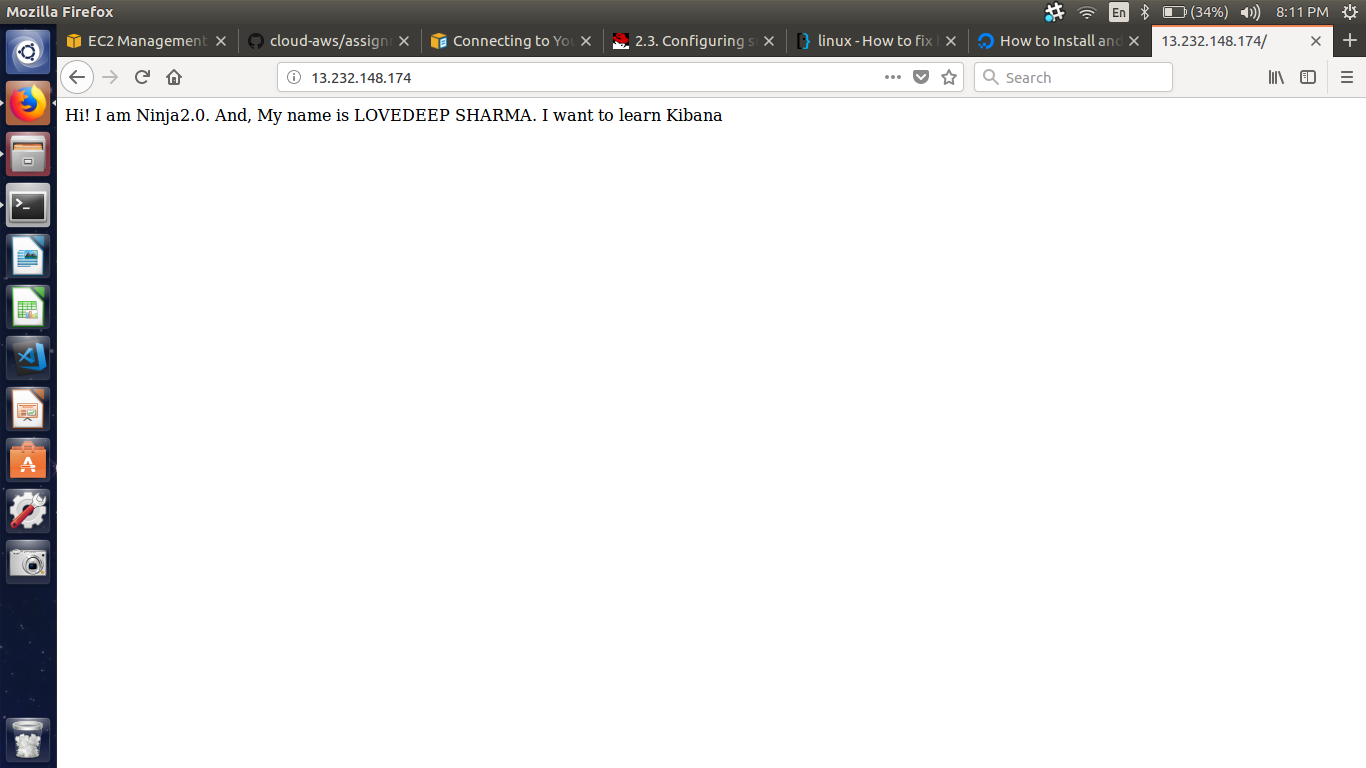 Mozilla Firefox
En
(34%)
8:11 PM
EC2 Management
cloud-aws/assign
Connecting to You
2.3. Configuring
linux - How to fix
How to Install and
13.232.148.174/
13.232.148.174
Search
Hi! I am Ninja2.0. And, My name is LOVEDEEP SHARMA. I want to learn Kibana